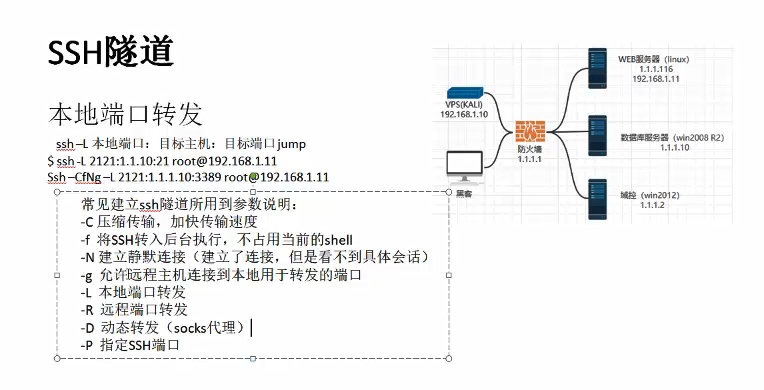 SSH隧道
本地端口转发
ssh –L 本地端口：目标主机：目标端口 jump
$ ssh -L 2121:1.1.10:21 root@192.168.1.11
Ssh –CfNg –L 2121:1.1.1.10:3389 root@192.168.1.11
常见建立ssh隧道所用到参数说明：
-C 压缩传输，加快传输速度
-f 将SSH转入后台执行，不占用当前的shell
-N 建立静默连接（建立了连接，但是看不到具体会话）
-g 允许远程主机连接到本地用于转发的端口
-L 本地端口转发
-R 远程端口转发
-D 动态转发（socks代理）
-P 指定SSH端口
VPS(KALI)
192.168.1.10
黑客
防火墙
1.1.1.1
WEB服务器（linux）
1.1.1.116
192.168.1.11
数据库服务器（win2008 R2）
1.1.1.10
域控（win2012）
1.1.1.2